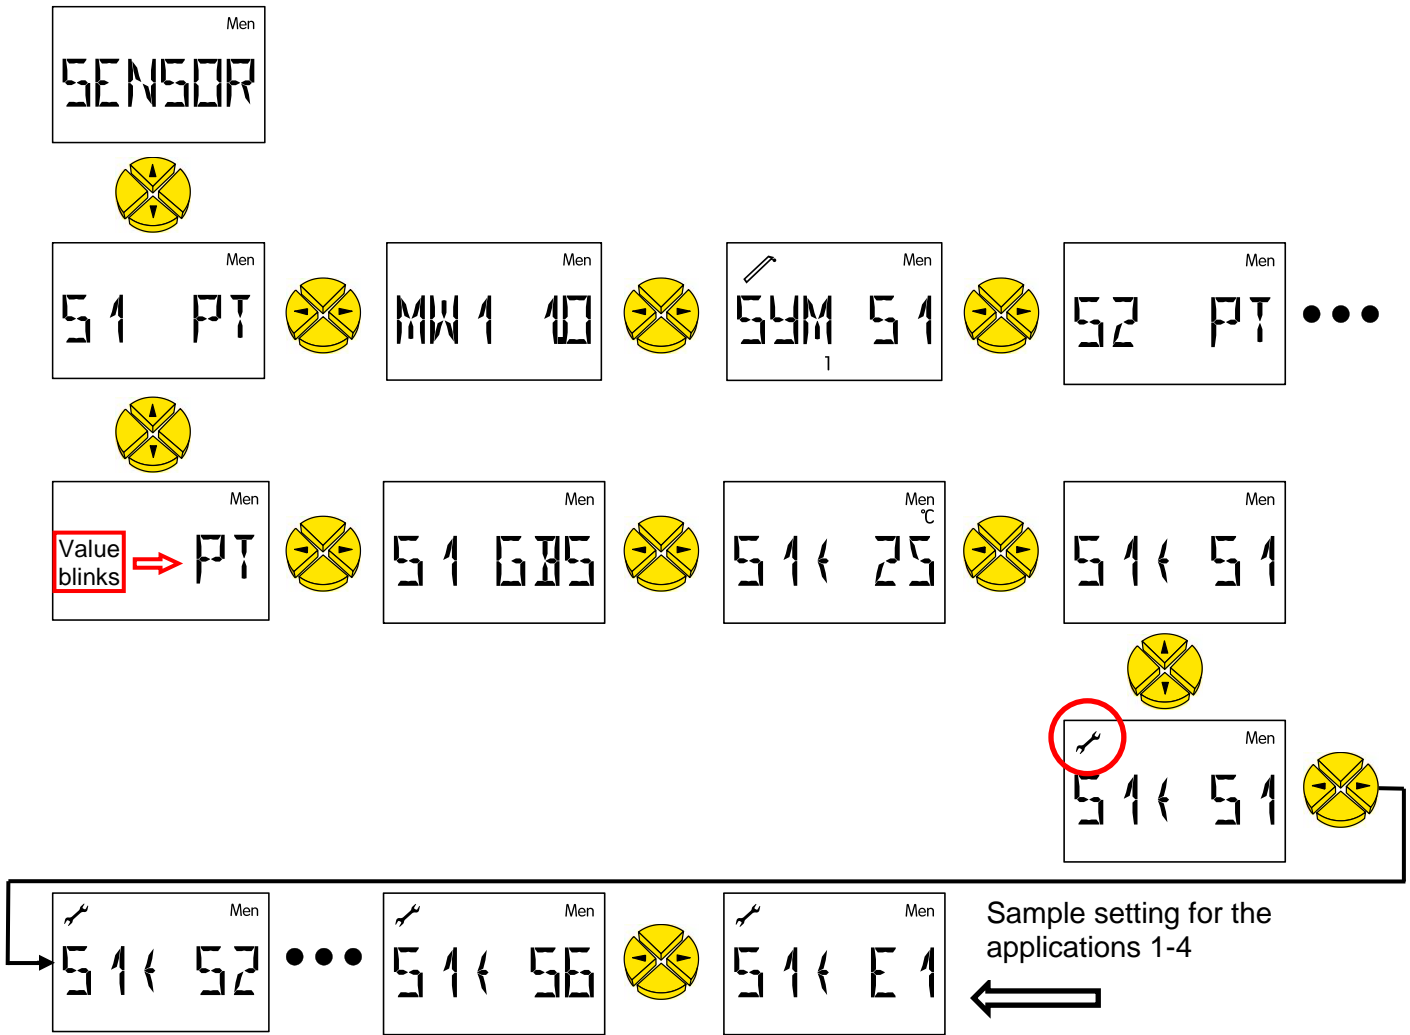 Men
SENSOR
Men
S1 PT
Men
MW1 1.0
Men
SYM S1
1
Men
S2 PT
Men
Value
blinks
PT
Men
S1 GBS
Men
°C
S1< 25
Men
S1< S1
Men
S1< S1
Men
S1< S2
Men
S1< S6
Men
S1< E1
Sample setting for the
applications 1-4